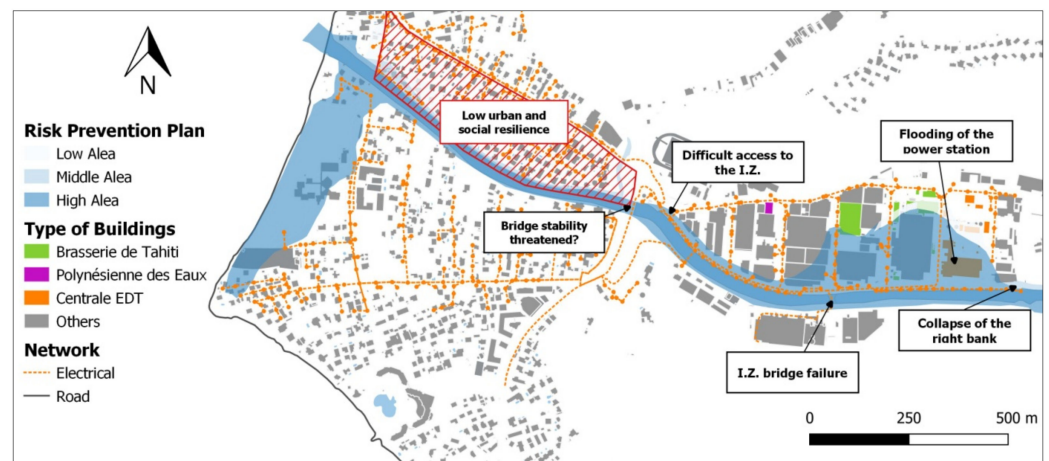 N
Risk Prevention Plan
Low Alea
Middle Alea
High Alea
Type of Buildings
Brasserie de Tahiti
Polynésienne des Eaux
Centrale EDT
Others
Network
Electrical
Road
Low urban and
social resilience
Difficult access to
the I.Z.
Flooding of the
power station
Bridge stability
threatened?
I.Z. bridge failure
Collapse of the
right bank
0 250 500 m